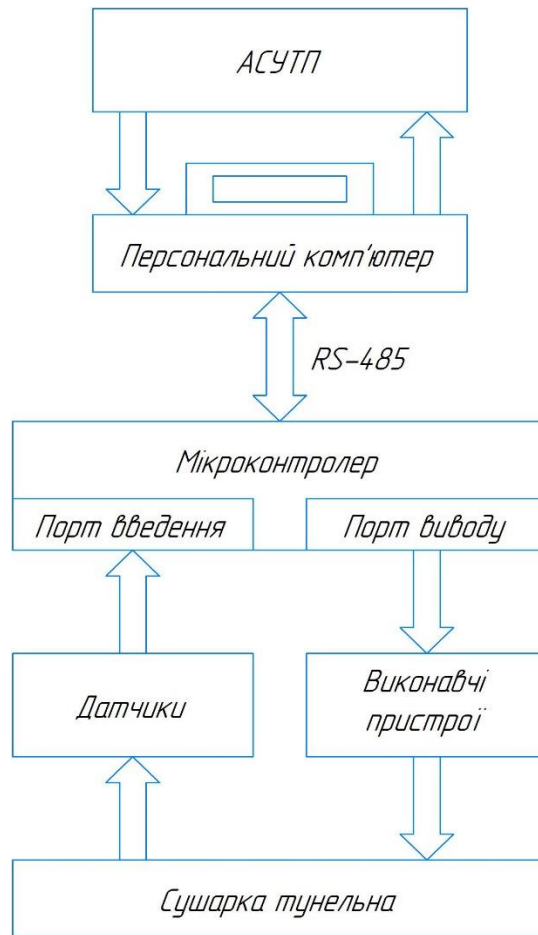 АСУТП
Персональний комп'ютер
RS-485
Мікроконтролер
Порт введення
Порт виводу
Датчики
Виконавчі
пристрої
Сушарка тунельна